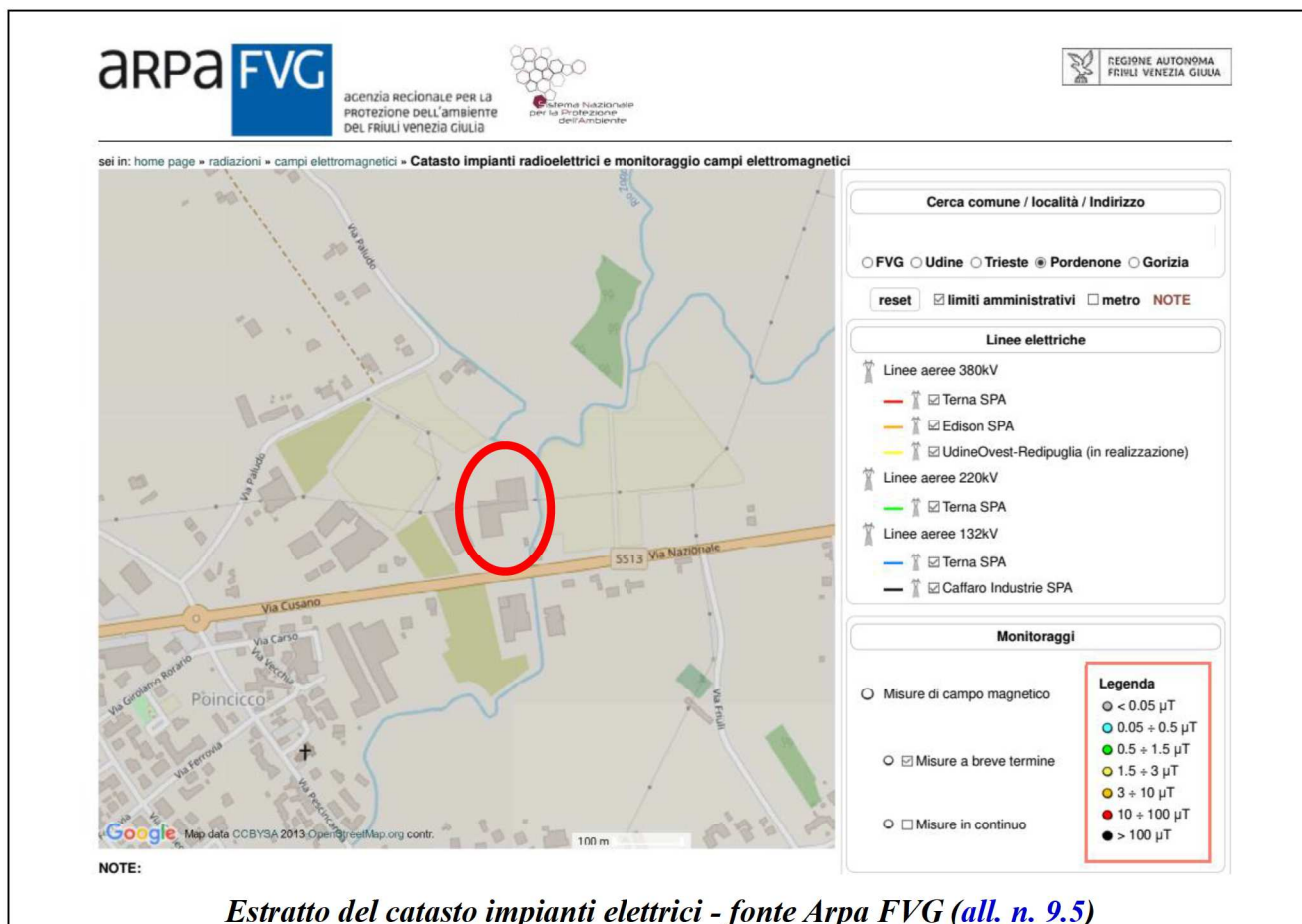 arpa FVG
agenzia regionale per la
protezione dell'ambiente
del friuli venezia giulia
Sistema Nazionale
per la Protezione
dell'Ambiente
REGIONE AUTONOMA
FRIULI VENEZIA GIULIA
sei in: home page » radiazioni » campi elettromagnetici » Catasto impianti radioelettrici e monitoraggio campi elettromagnetici
Via Paludo
Via Paludo
SS13 Via Nazionale
Via Cusano
Via Carso
Via Vecchia
Via Girolamo Rorario
Poincicco
Via Ferrovia
Via Friuli
Google Map data CCBYSA 2013 OpenStreetMap.org contr.
100 m
Cerca comune / località / Indirizzo
FVG Udine Trieste Pordenone Gorizia
reset limiti amministrativi metro NOTE
Linee elettriche
Linee aeree 380kV
Terna SPA
Edison SPA
UdineOvest-Redipuglia (in realizzazione)
Linee aeree 220kV
Terna SPA
Linee aeree 132kV
Terna SPA
Caffaro Industrie SPA
Monitoraggi
Misure di campo magnetico
Misure a breve termine
Misure in continuo
Legenda
< 0.05 µT
0.05 ÷ 0.5 µT
0.5 ÷ 1.5 µT
1.5 ÷ 3 µT
3 ÷ 10 µT
10 ÷ 100 µT
> 100 µT
NOTE:
Estratto del catasto impianti elettrici - fonte Arpa FVG (all. n. 9.5)